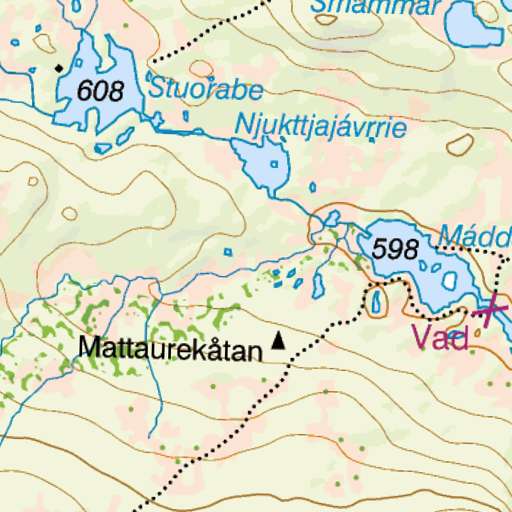 Smammar
608
Stuorabe
Njukttjajávrrie
598
Mádd
Vad
Mattaurekåtan